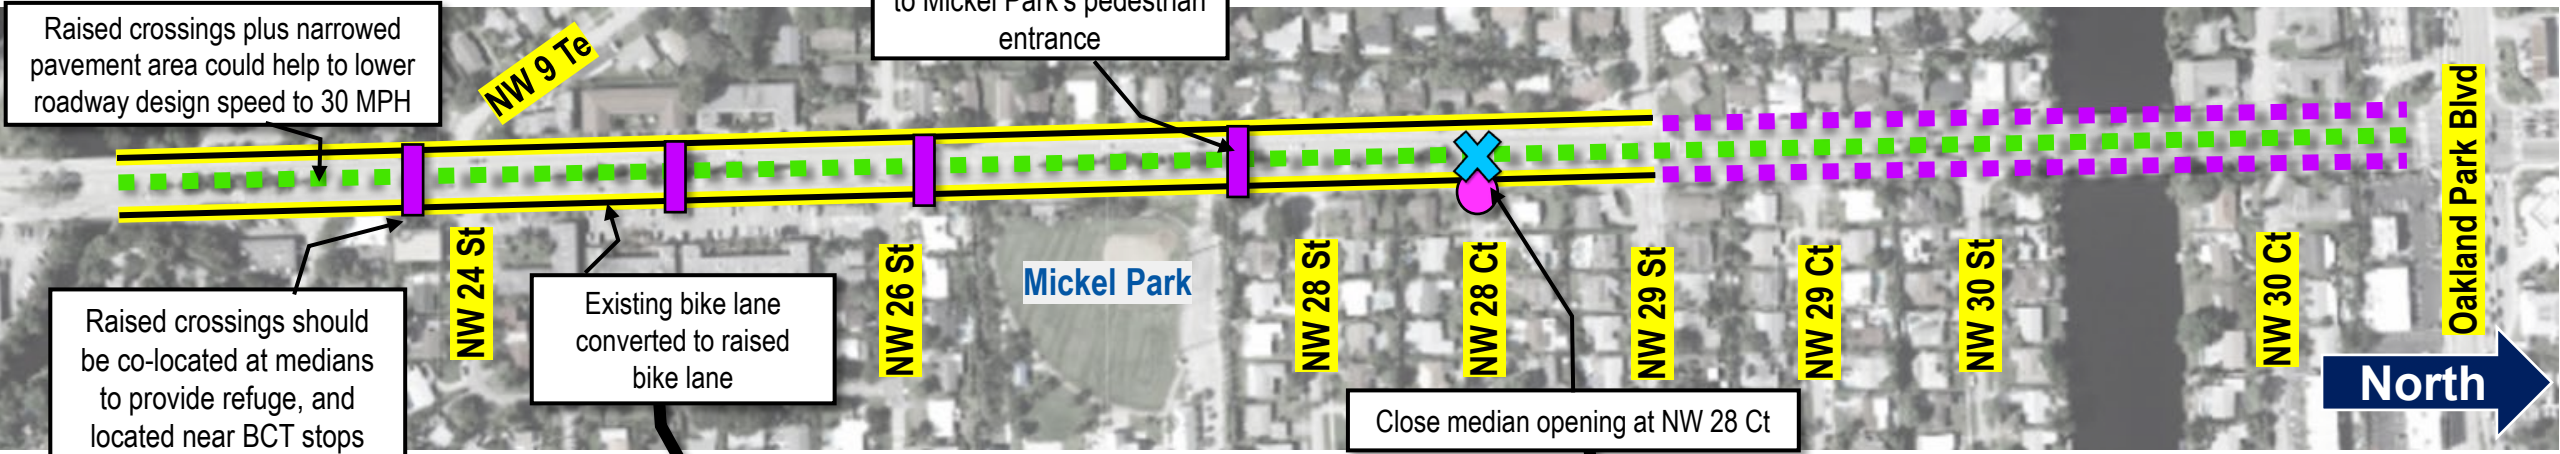 Raised crossings plus narrowed
pavement area could help to lower
roadway design speed to 30 MPH
NW 9 Te
to Mickel Park's pedestrian
entrance
Oakland Park Blvd
NW 24 St
NW 26 St
Mickel Park
NW 28 St
NW 28 Ct
NW 29 St
NW 29 Ct
NW 30 St
NW 30 Ct
Raised crossings should
be co-located at medians
to provide refuge, and
located near BCT stops
Existing bike lane
converted to raised
bike lane
Close median opening at NW 28 Ct
North